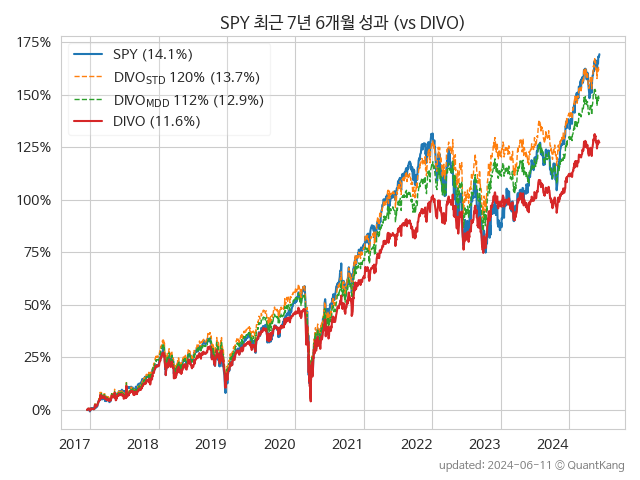 SPY 최근 7년 6개월 성과 (vs DIVO)
175%
150%
125%
100%
75%
50%
25%
0%
SPY (14.1%)
DIVO_STD 120% (13.7%)
DIVO_MDD 112% (12.9%)
DIVO (11.6%)
2017 2018 2019 2020 2021 2022 2023 2024
updated: 2024-06-11 © QuantKang